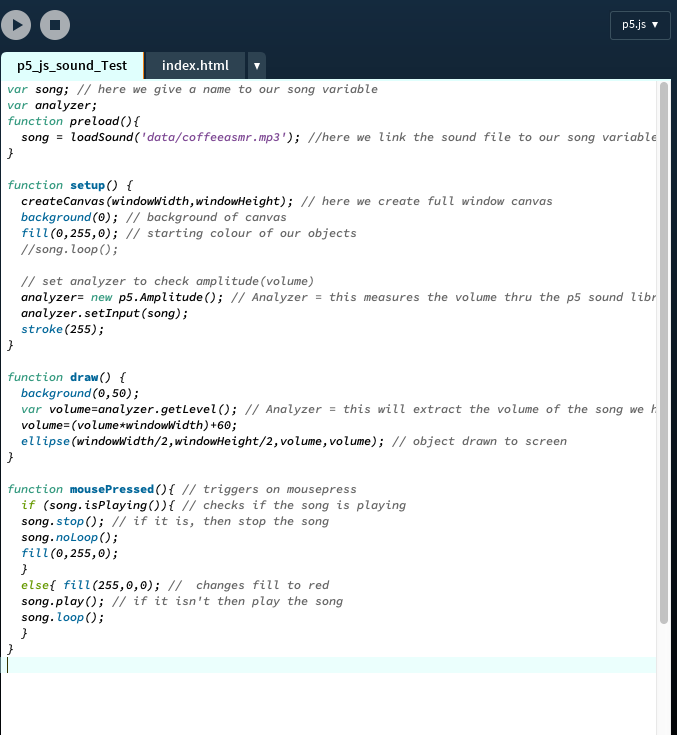 p5.js ▼
p5_js_sound_Test index.html ▼
var song; // here we give a name to our song variable
var analyzer;
function preload(){
  song = loadSound('data/coffeeasmr.mp3'); //here we link the sound file to our song variable
}

function setup() {
  createCanvas(windowWidth,windowHeight); // here we create full window canvas
  background(0); // background of canvas
  fill(0,255,0); // starting colour of our objects
  //song.loop();

  // set analyzer to check amplitude(volume)
  analyzer= new p5.Amplitude(); // Analyzer = this measures the volume thru the p5 sound libr
  analyzer.setInput(song);
  stroke(255);
}

function draw() {
  background(0,50);
  var volume=analyzer.getLevel(); // Analyzer = this will extract the volume of the song we h
  volume=(volume*windowWidth)+60;
  ellipse(windowWidth/2,windowHeight/2,volume,volume); // object drawn to screen
}

function mousePressed(){ // triggers on mousepress
  if (song.isPlaying()){ // checks if the song is playing
  song.stop(); // if it is, then stop the song
  song.noLoop();
  fill(0,255,0);
  }
  else{ fill(255,0,0); //  changes fill to red
  song.play(); // if it isn't then play the song
  song.loop();
  }
}